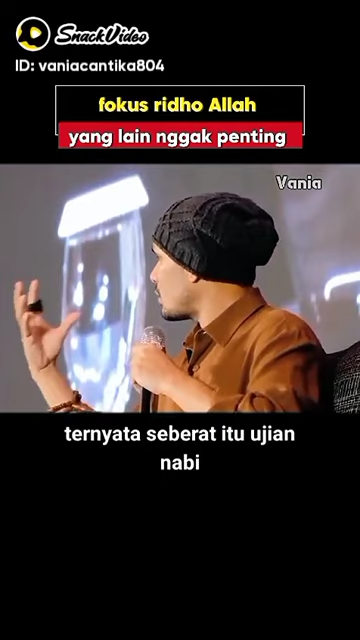 SnackVideo
ID: vaniacantika804
fokus ridho Allah
yang lain nggak penting
Vania
ternyata seberat itu ujian
nabi